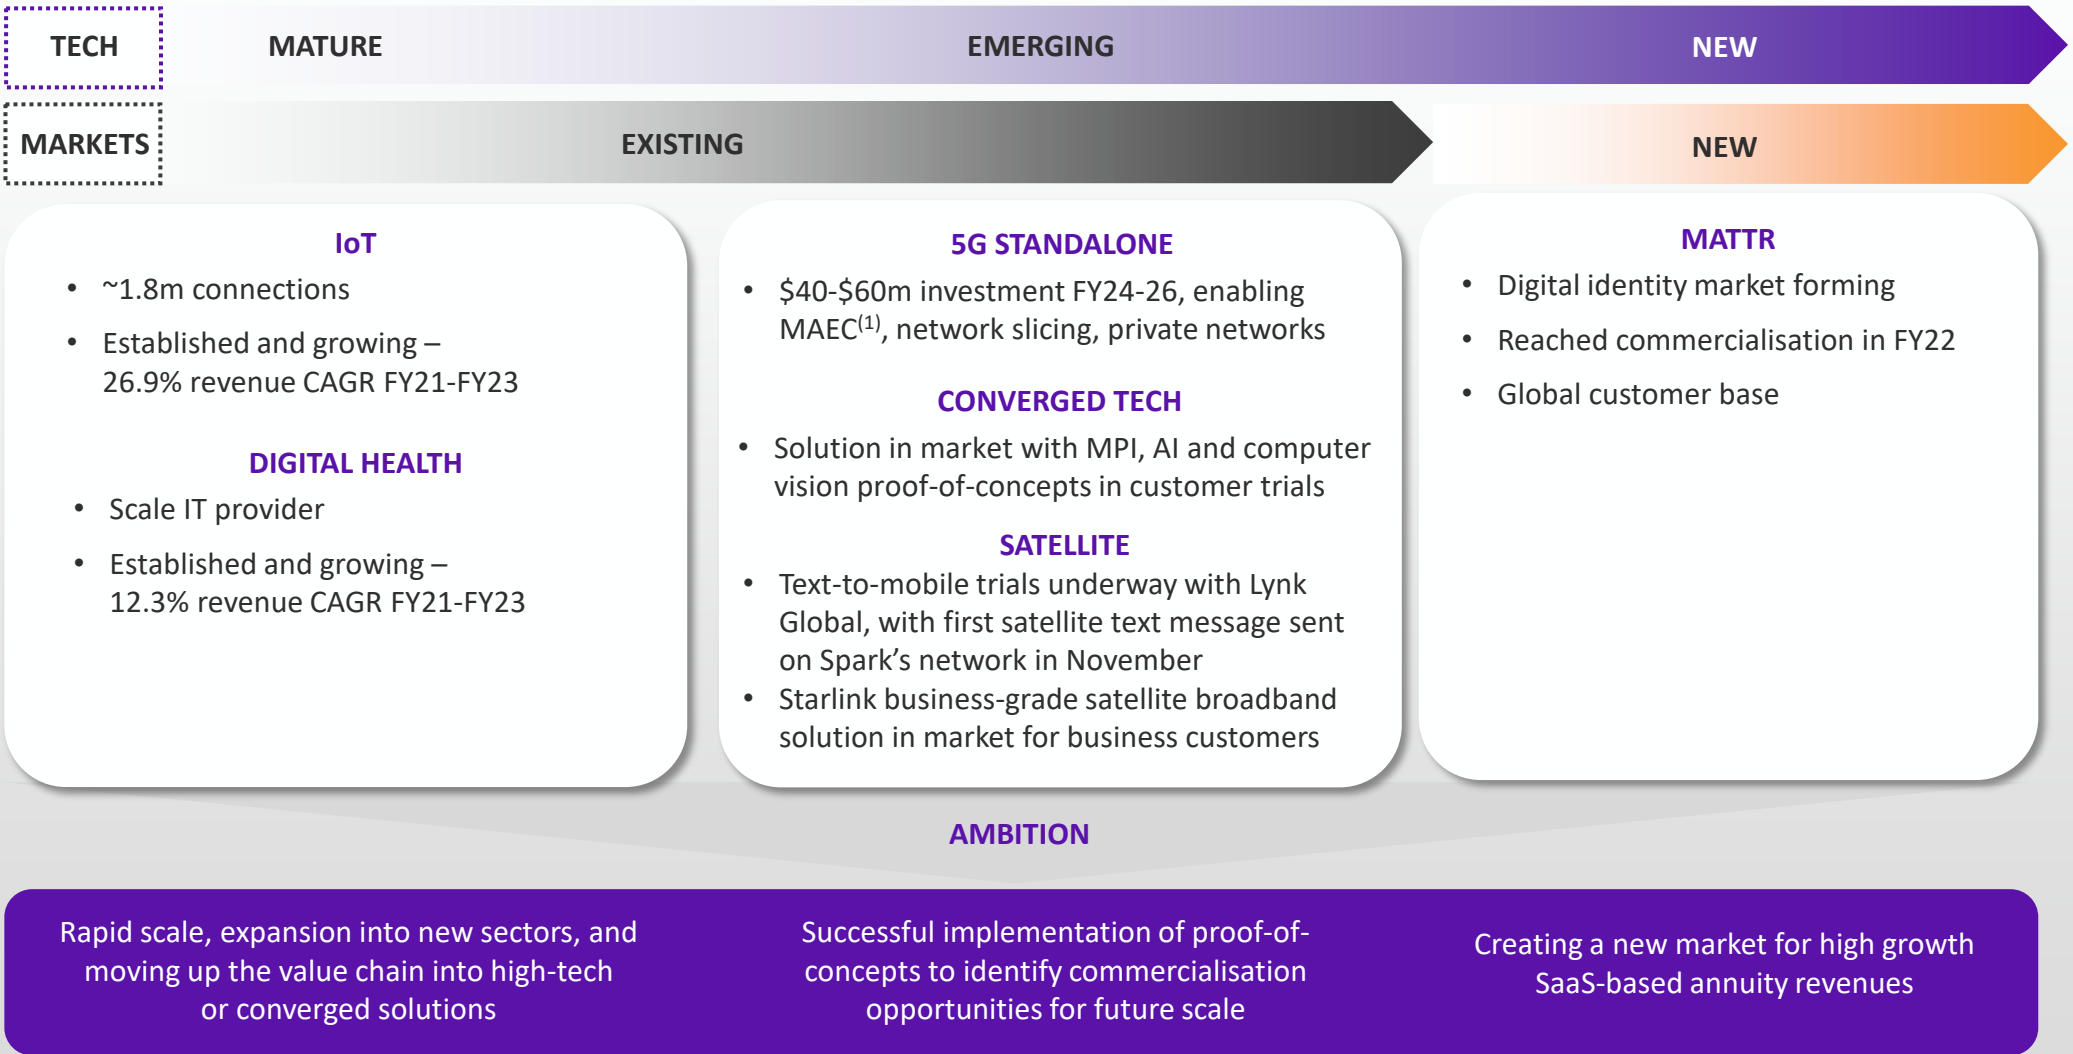 TECH
MATURE
EMERGING
NEW
MARKETS
EXISTING
NEW
IoT
• ~1.8m connections
• Established and growing –
26.9% revenue CAGR FY21-FY23
DIGITAL HEALTH
• Scale IT provider
• Established and growing –
12.3% revenue CAGR FY21-FY23
5G STANDALONE
• $40-$60m investment FY24-26, enabling
MAEC(1), network slicing, private networks
CONVERGED TECH
• Solution in market with MPI, AI and computer
vision proof-of-concepts in customer trials
SATELLITE
• Text-to-mobile trials underway with Lynk
Global, with first satellite text message sent
on Spark’s network in November
• Starlink business-grade satellite broadband
solution in market for business customers
MATTR
• Digital identity market forming
• Reached commercialisation in FY22
• Global customer base
AMBITION
Rapid scale, expansion into new sectors, and
moving up the value chain into high-tech
or converged solutions
Successful implementation of proof-of-
concepts to identify commercialisation
opportunities for future scale
Creating a new market for high growth
SaaS-based annuity revenues